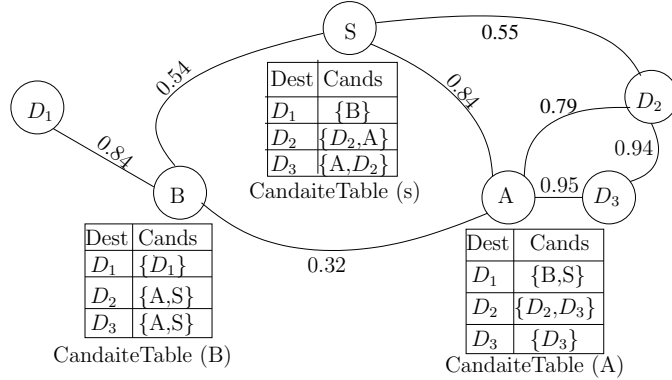 S
0.55
0.54
Dest Cands
D1 {B}
D2 {D2,A}
D3 {A,D2}
CandaiteTable (s)
0.84
0.79
D2
D1
0.84
0.94
B
A
0.95
D3
0.32
Dest Cands
D1 {D1}
D2 {A,S}
D3 {A,S}
CandaiteTable (B)
Dest Cands
D1 {B,S}
D2 {D2,D3}
D3 {D3}
CandaiteTable (A)